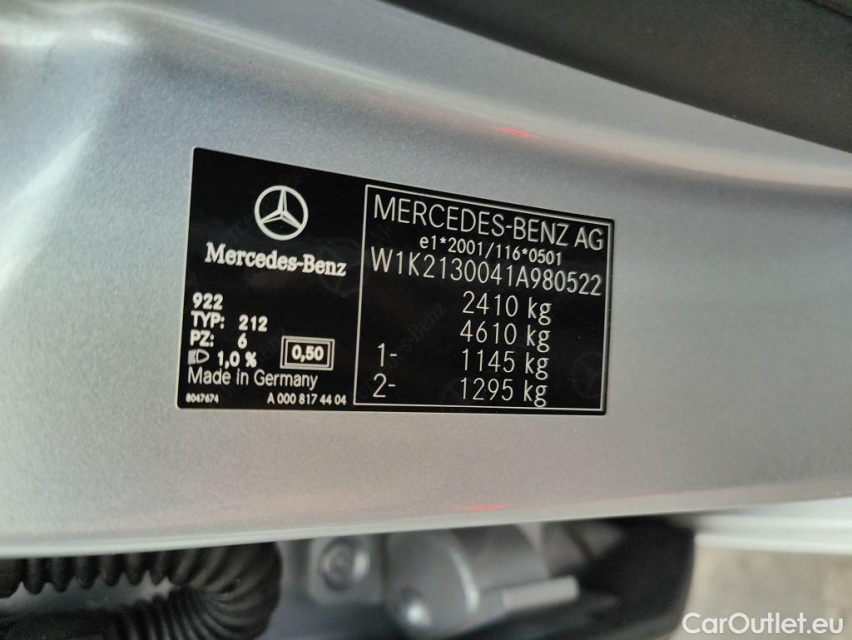 Mercedes-Benz
922
TYP: 212
PZ: 6
1,0 %
0,50
Made in Germany
8047674
A 000 817 44 04
MERCEDES-BENZ AG
e1*2001/116*0501
W1K2130041A980522
2410 kg
4610 kg
1- 1145 kg
2- 1295 kg
CarOutlet.eu